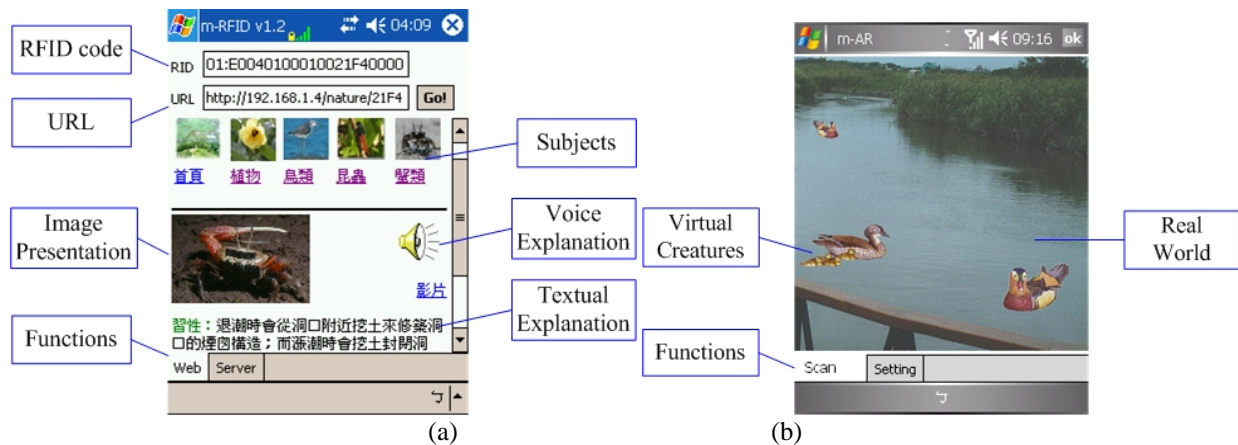 m-RFID v1.2 04:09
RFID code
RID 01:E0040100010021F40000
URL
URL http://192.168.1.4/nature/21F4 Go!
Subjects
首頁 植物 鳥類 昆蟲 蟹類
Image
Presentation
Voice
Explanation
影片
Textual
Explanation
習性：退潮時會從洞口附近挖土來修築洞
口的煙囪構造；而漲潮時會挖土封閉洞
Functions
Web Server
ㄅ
(a)
m-AR 09:16 ok
Virtual
Creatures
Real
World
Functions
Scan Setting
ㄅ
(b)